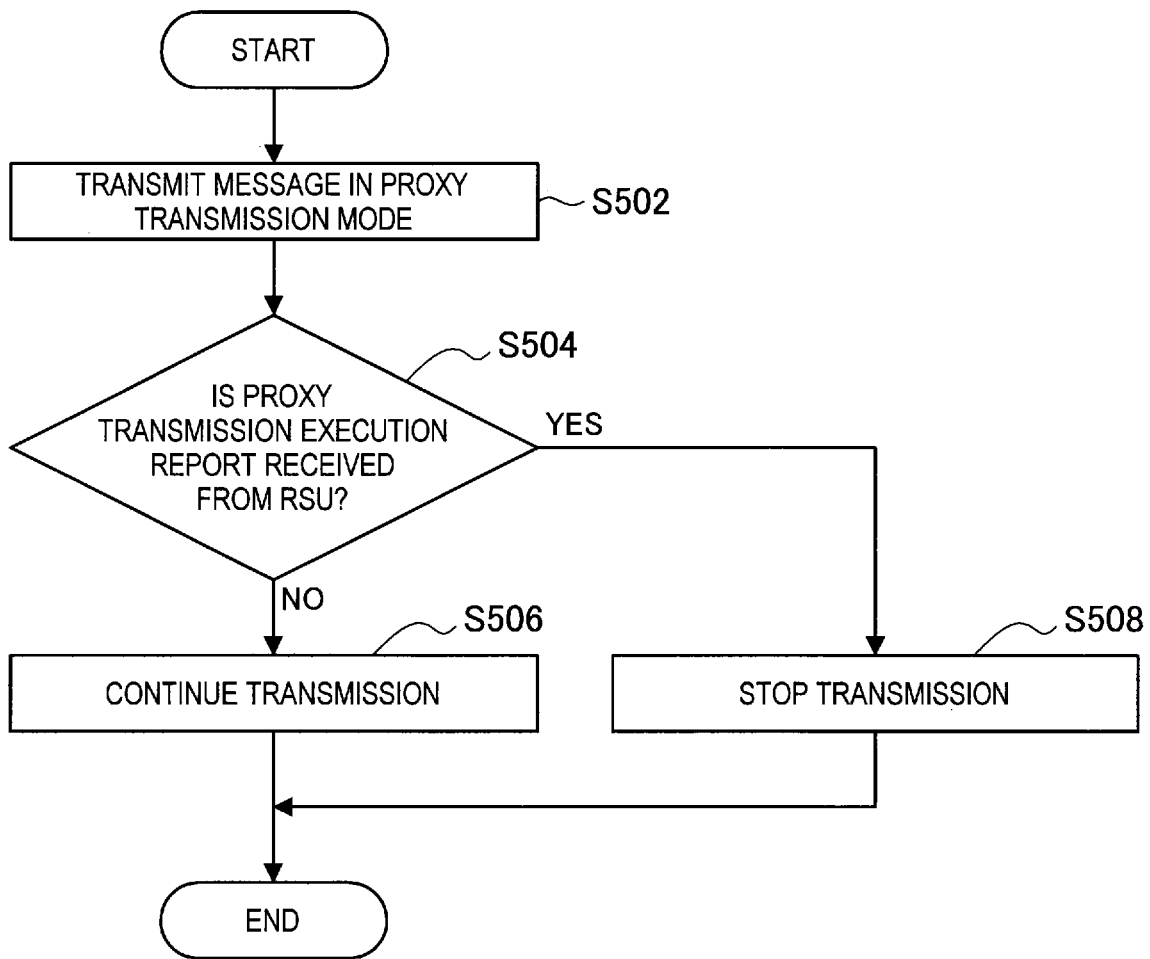 START
TRANSMIT MESSAGE IN PROXY
TRANSMISSION MODE
S502
S504
IS PROXY
TRANSMISSION EXECUTION
REPORT RECEIVED
FROM RSU?
YES
NO
S506
CONTINUE TRANSMISSION
S508
STOP TRANSMISSION
END